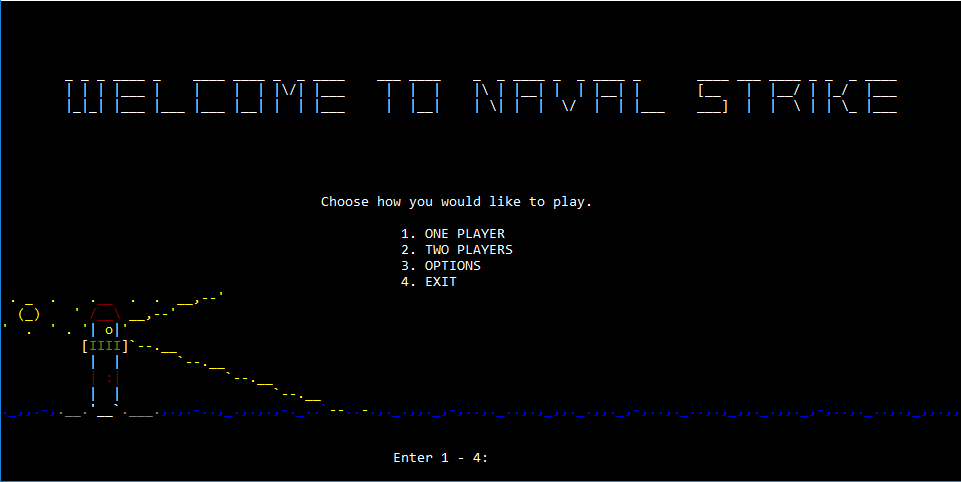 WELCOME TO NAVAL STRIKE
Choose how you would like to play.
1. ONE PLAYER
2. TWO PLAYERS
3. OPTIONS
4. EXIT
Enter 1 - 4: